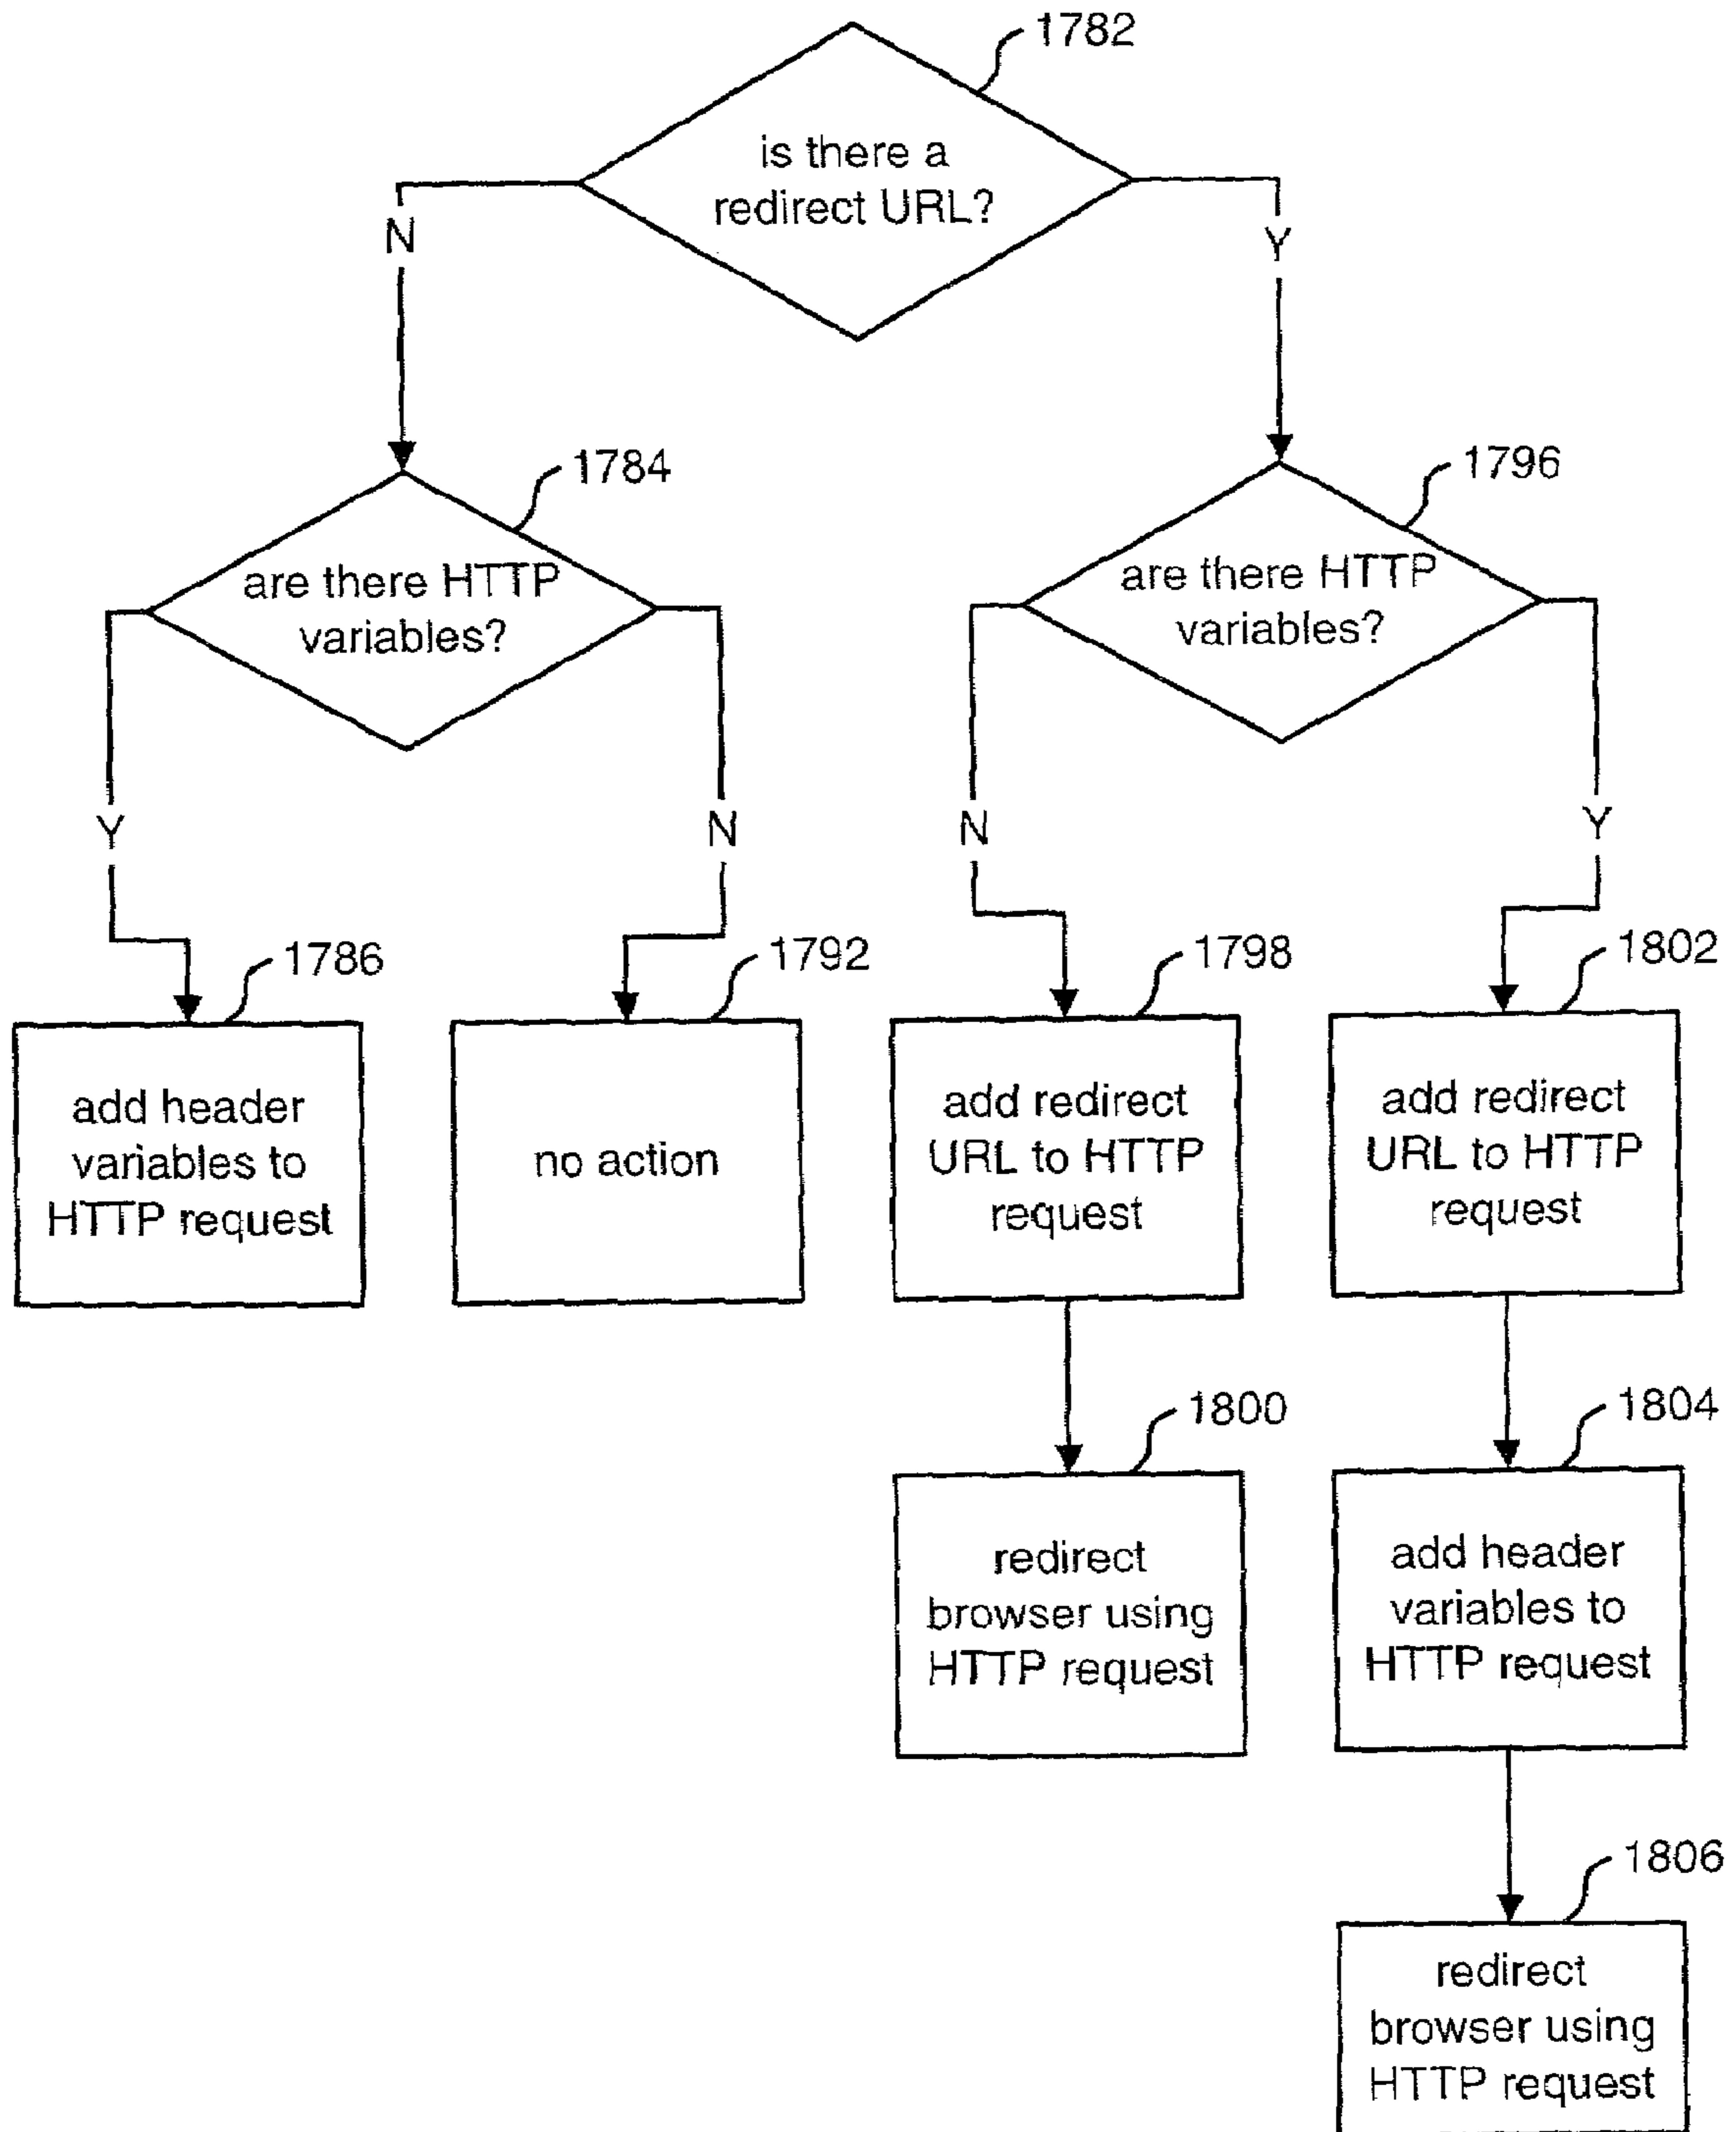 1782
is there a
redirect URL?
N
Y
1784
1796
are there HTTP
variables?
are there HTTP
variables?
Y
N
N
Y
1786
1792
1798
1802
add header
variables to
HTTP request
no action
add redirect
URL to HTTP
request
add redirect
URL to HTTP
request
1800
1804
redirect
browser using
HTTP request
add header
variables to
HTTP request
1806
redirect
browser using
HTTP request